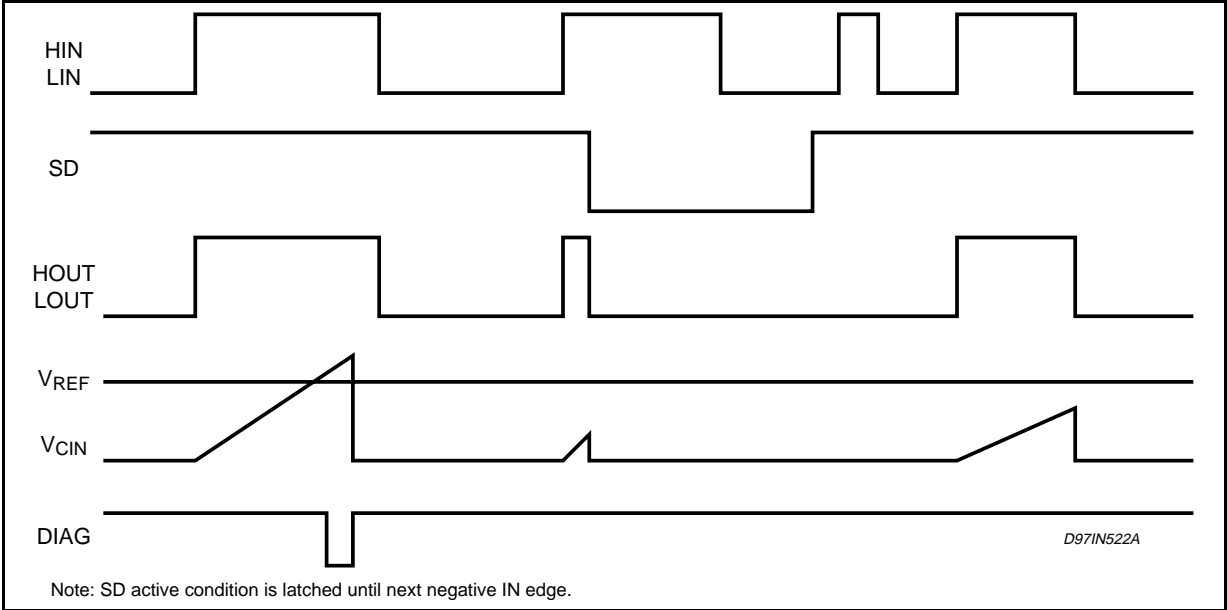 HIN
LIN
SD
HOUT
LOUT
VREF
VCIN
DIAG
D97IN522A
Note: SD active condition is latched until next negative IN edge.